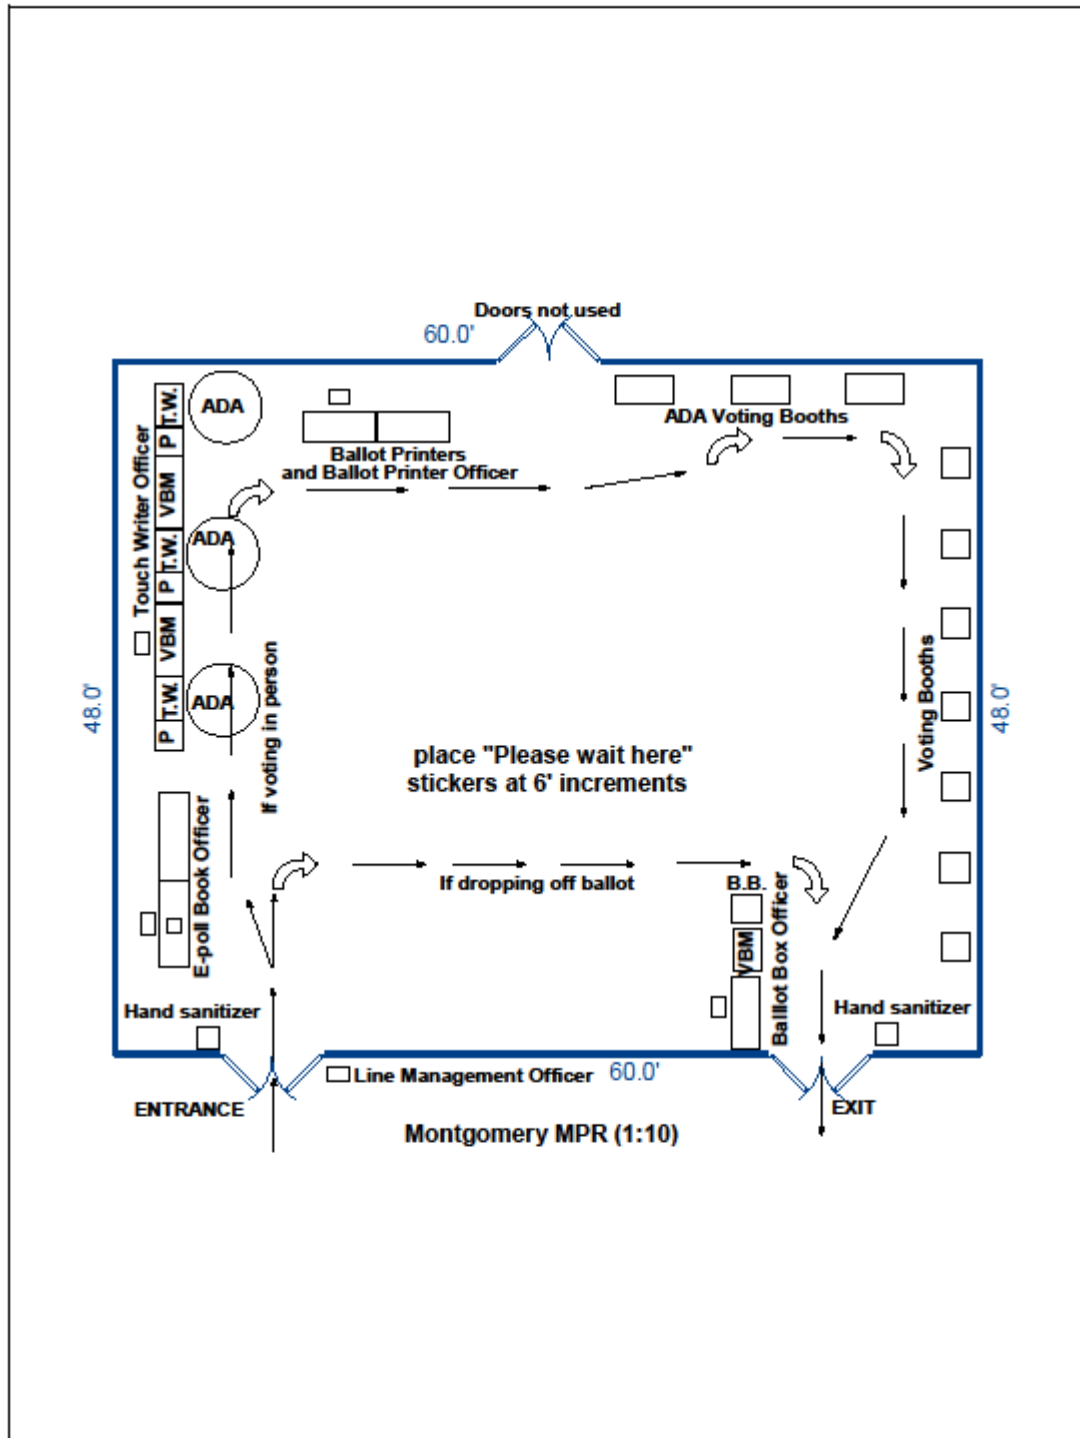 Doors not used
60.0'
ADA
ADA Voting Booths
Ballot Printers
and Ballot Printer Officer
Touch Writer Officer
P T.W.
VBM
P T.W.
VBM
P T.W.
ADA
ADA
48.0'
48.0'
If voting in person
Voting Booths
place "Please wait here"
stickers at 6' increments
E-poll Book Officer
If dropping off ballot
B.B.
VBM
Balllot Box Officer
Hand sanitizer
Hand sanitizer
Line Management Officer
60.0'
ENTRANCE
EXIT
Montgomery MPR (1:10)